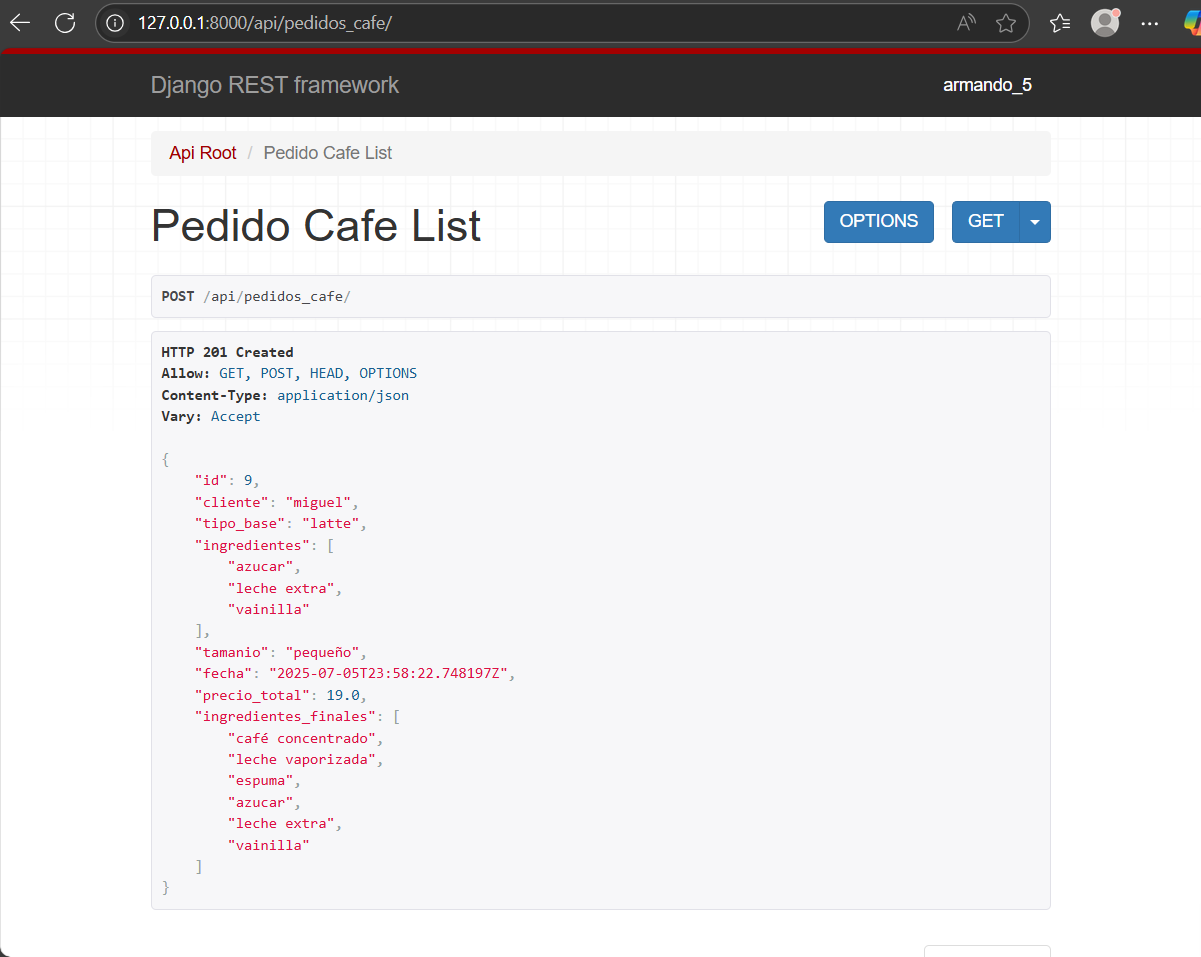 127.0.0.1:8000/api/pedidos_cafe/
Django REST framework
armando_5
Api Root / Pedido Cafe List
Pedido Cafe List
OPTIONS
GET
POST /api/pedidos_cafe/
HTTP 201 Created
Allow: GET, POST, HEAD, OPTIONS
Content-Type: application/json
Vary: Accept
{
    "id": 9,
    "cliente": "miguel",
    "tipo_base": "latte",
    "ingredientes": [
        "azucar",
        "leche extra",
        "vainilla"
    ],
    "tamanio": "pequeño",
    "fecha": "2025-07-05T23:58:22.748197Z",
    "precio_total": 19.0,
    "ingredientes_finales": [
        "café concentrado",
        "leche vaporizada",
        "espuma",
        "azucar",
        "leche extra",
        "vainilla"
    ]
}